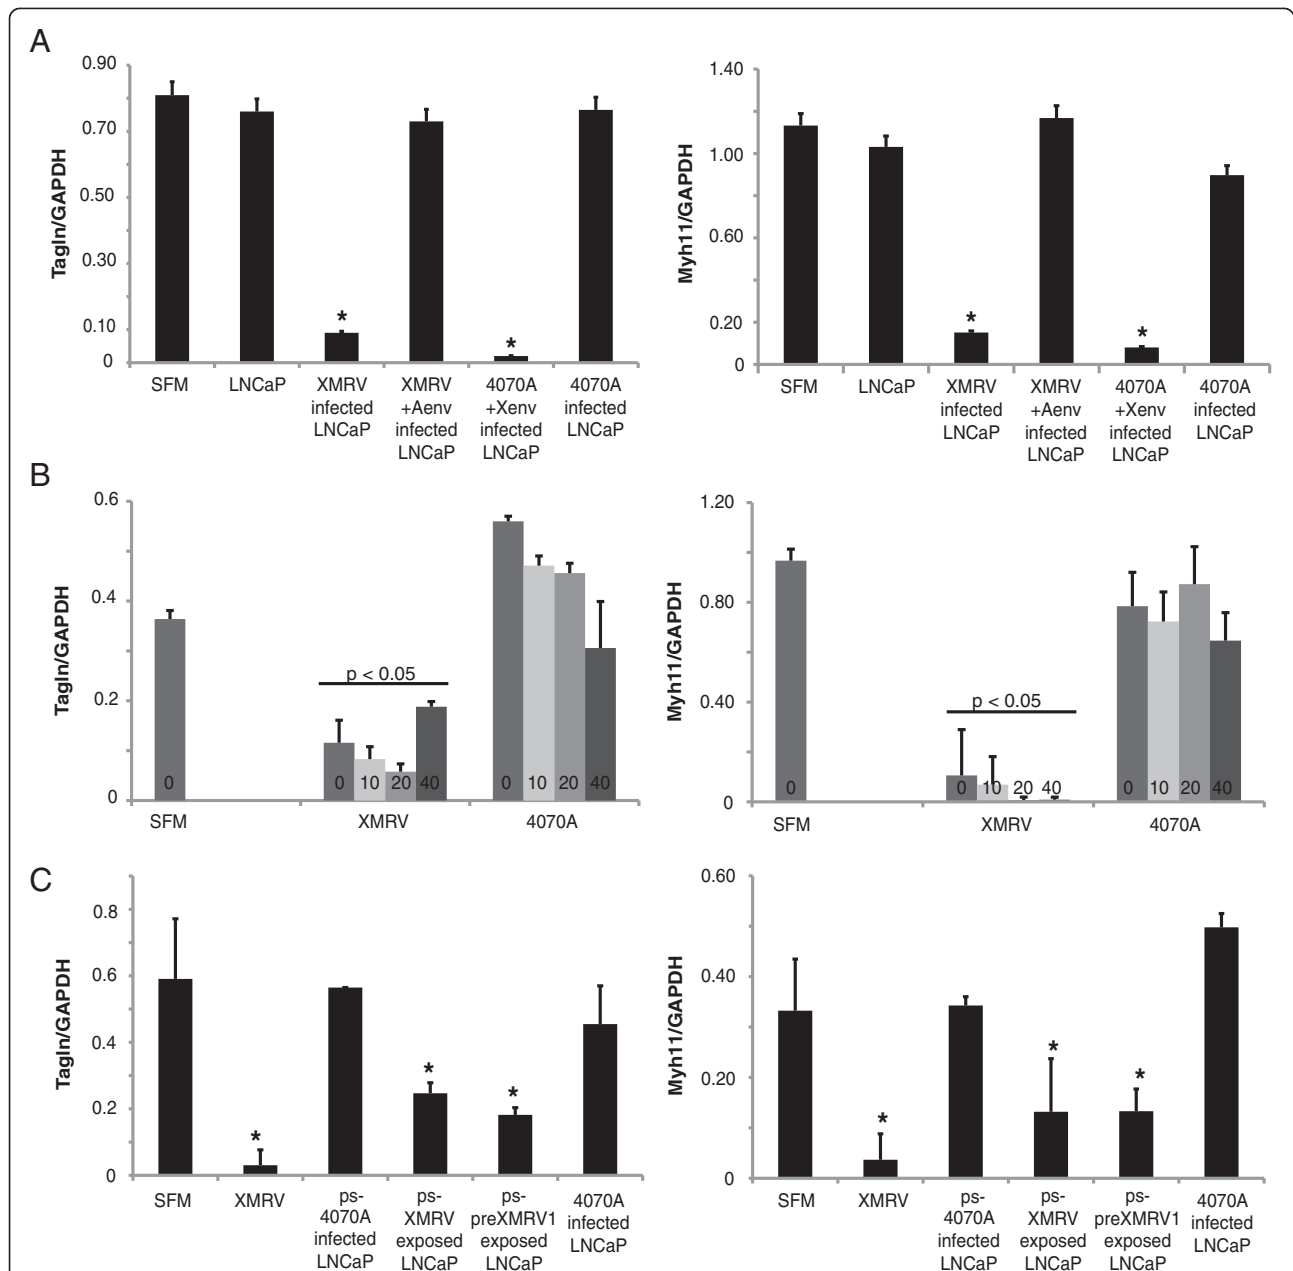 A
0.90
0.70
0.50
0.30
0.10
0
TagIn/GAPDH
*
*
SFM
LNCaP
XMRV
infected
LNCaP
XMRV
+Aenv
infected
LNCaP
4070A
+Xenv
infected
LNCaP
4070A
infected
LNCaP
1.40
1.00
0.60
0.20
0
Myh11/GAPDH
*
*
SFM
LNCaP
XMRV
infected
LNCaP
XMRV
+Aenv
infected
LNCaP
4070A
+Xenv
infected
LNCaP
4070A
infected
LNCaP
B
0.6
0.4
0.2
0
TagIn/GAPDH
p < 0.05
0
0 10 20 40
0 10 20 40
SFM
XMRV
4070A
1.20
0.80
0.40
0
Myh11/GAPDH
p < 0.05
0
0 10 20 40
0 10 20 40
SFM
XMRV
4070A
C
0.8
0.6
0.4
0.2
0
TagIn/GAPDH
*
*
*
SFM
XMRV
ps-
4070A
infected
LNCaP
ps-
XMRV
exposed
LNCaP
ps-
preXMRV1
exposed
LNCaP
4070A
infected
LNCaP
0.60
0.40
0.20
0
Myh11/GAPDH
*
*
*
SFM
XMRV
ps-
4070A
infected
LNCaP
ps-
XMRV
exposed
LNCaP
ps-
preXMRV1
exposed
LNCaP
4070A
infected
LNCaP